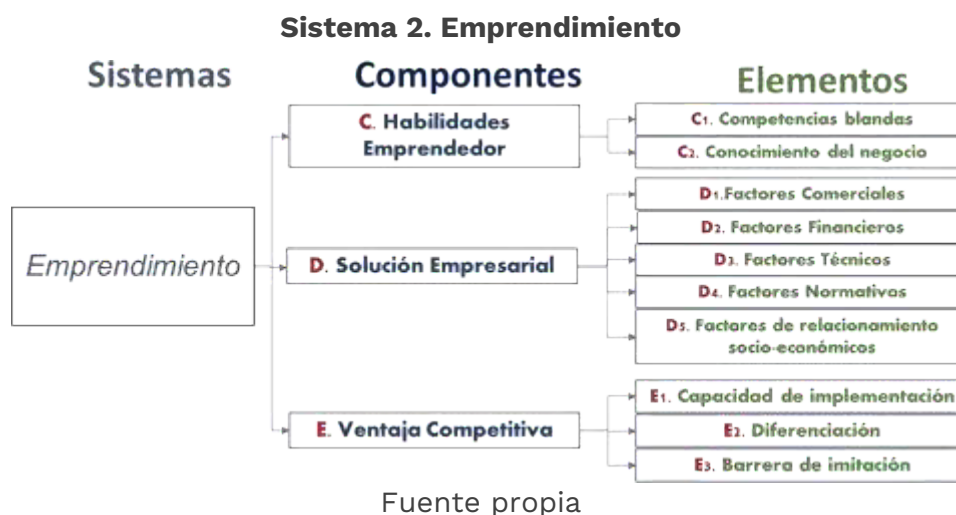 Sistema 2. Emprendimiento
Sistemas
Componentes
Elementos
Emprendimiento
C. Habilidades
Emprendedor
C1. Competencias blandas
C2. Conocimiento del negocio
D. Solución Empresarial
D1.Factores Comerciales
D2. Factores Financieros
D3. Factores Técnicos
D4. Factores Normativos
D5. Factores de relacionamiento
socio-económicos
E. Ventaja Competitiva
E1. Capacidad de implementación
E2. Diferenciación
E3. Barrera de imitación
Fuente propia